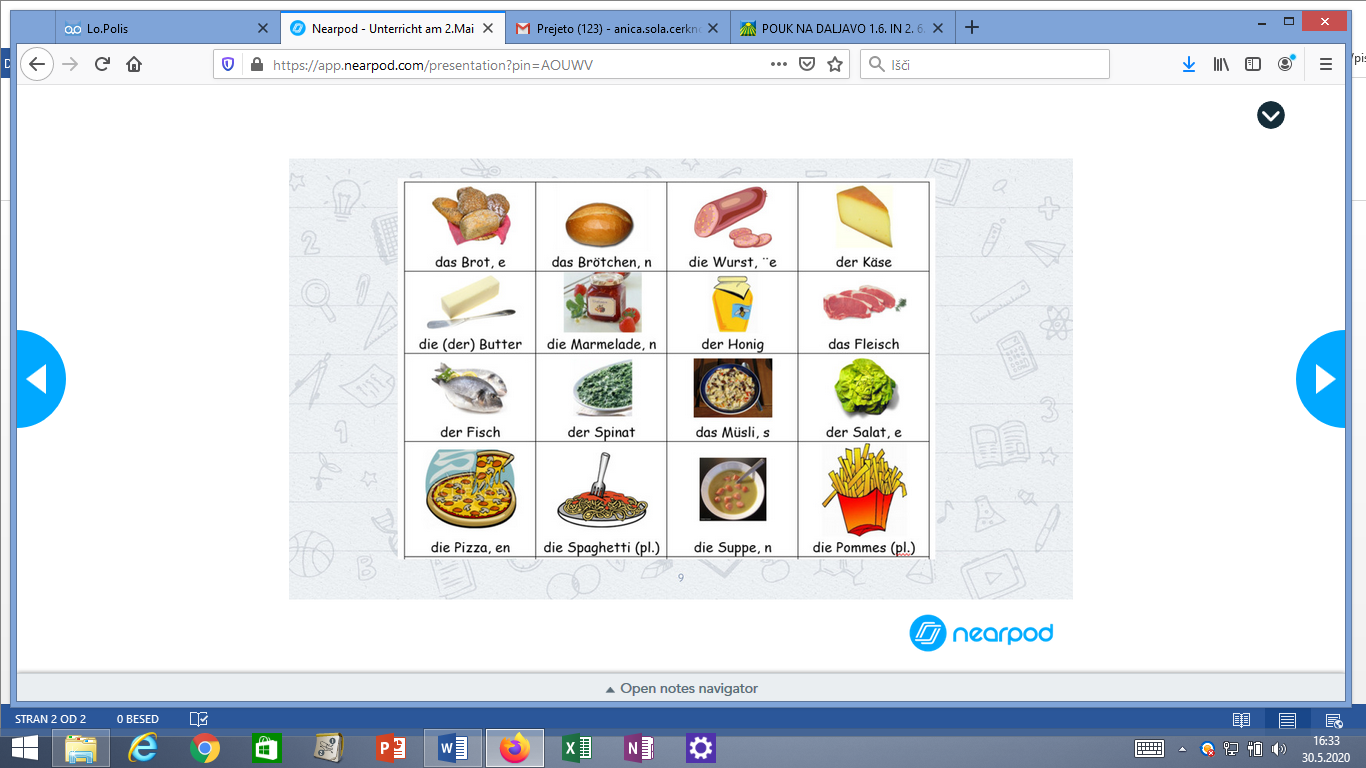 Lo.Polis
Nearpod - Unterricht am 2.Mai
Prejeto (123) - anica.sola.cerkn
POUK NA DALJAVO 1.6. IN 2. 6.
https://app.nearpod.com/presentation?pin=AOUWV
Išči
das Brot, e
das Brötchen, n
die Wurst, ¨e
der Käse
die (der) Butter
die Marmelade, n
der Honig
das Fleisch
der Fisch
der Spinat
das Müsli, s
der Salat, e
die Pizza, en
die Spaghetti (pl.)
die Suppe, n
die Pommes (pl.)
9
nearpod
Open notes navigator
STRAN 2 OD 2
0 BESED
16:33
30.5.2020